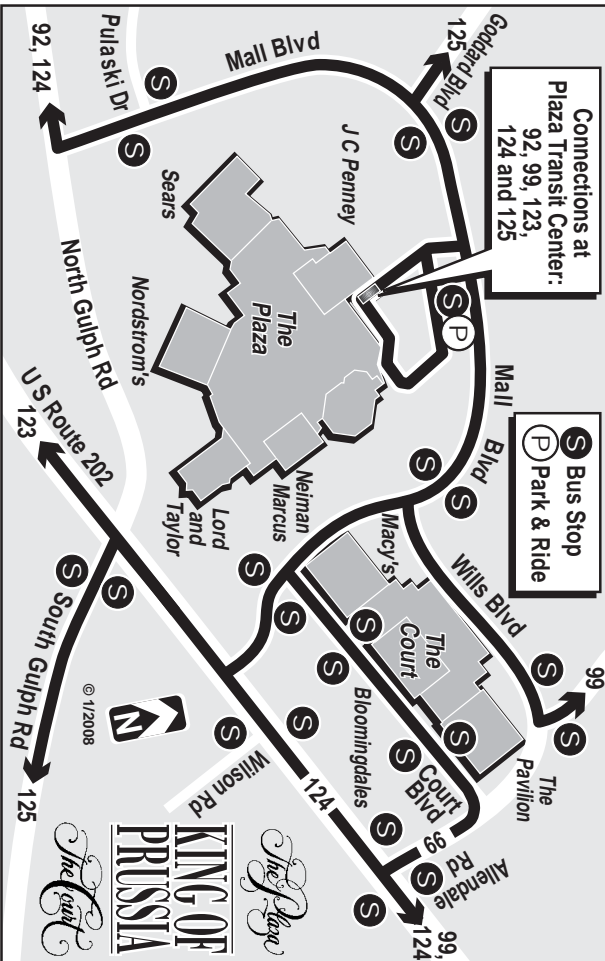 Connections at
Plaza Transit Center:
92, 99, 123,
124 and 125
S Bus Stop
P Park & Ride
99
Goddard Blvd
125
Mall Blvd
Pulaski Dr
92, 124
J C Penney
Sears
The
Plaza
Nordstrom's
Neiman
Marcus
Lord
and
Taylor
S
P
Mall Blvd
Macy's
Wills Blvd
The
Court
The
Pavilion
Bloomingdales
Court
Blvd
99
Allendale
Rd
99,
124
North Gulph Rd
U S Route 202
123
South Gulph Rd
125
Wilson Rd
124
N
© 1/2008
The Plaza
KING OF
PRUSSIA
The Court